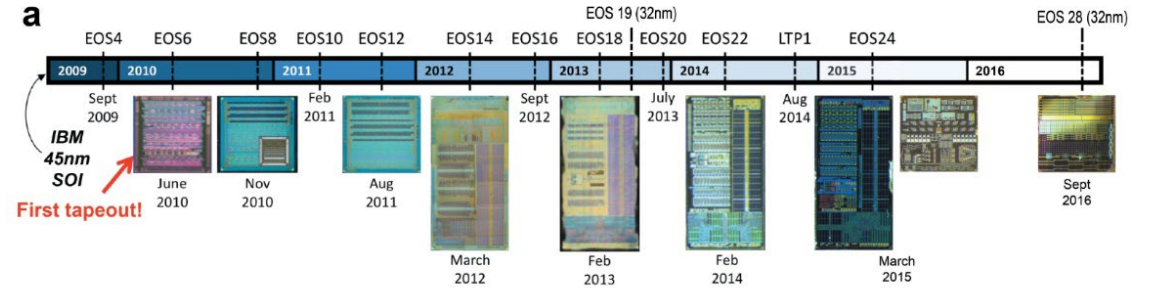 a
EOS 19 (32nm)
EOS 28 (32nm)
EOS4 EOS6 EOS8 EOS10 EOS12 EOS14 EOS16 EOS18 EOS20 EOS22 LTP1 EOS24
2009 2010 2011 2012 2013 2014 2015 2016
Sept
2009
Feb
2011
Sept
2012
July
2013
Aug
2014
IBM
45nm
SOI
First tapeout!
June
2010
Nov
2010
Aug
2011
March
2012
Feb
2013
Feb
2014
March
2015
Sept
2016